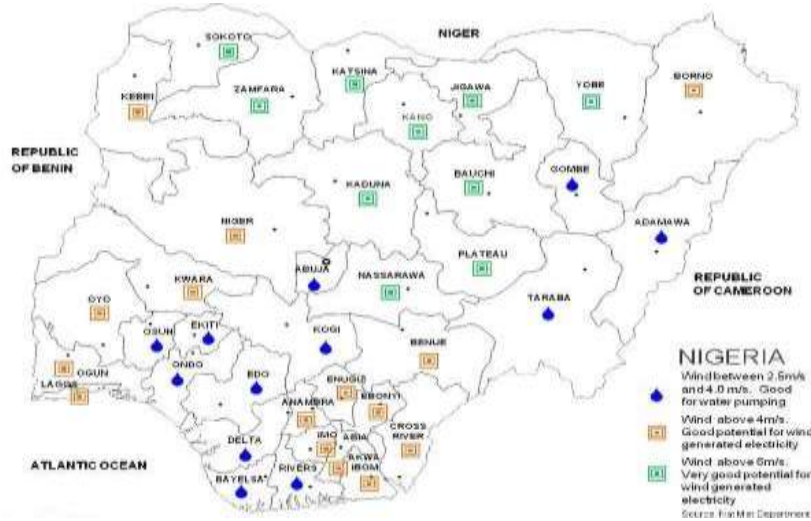 SOKOTO
NIGER
KATSINA
ZAMFARA
JIGAWA
YOBE
BORNO
KEBBI
KANO
REPUBLIC
OF BENIN
KADUNA
BAUCHI
GOMBE
NIGER
ADAMAWA
PLATEAU
ABUJA
NASSARAWA
KWARA
TARABA
REPUBLIC
OF CAMEROON
OYO
OSUN
EKITI
KOGI
BENUE
ONDO
EDO
OGUN
LAGOS
ENUGU
EBONYI
ANAMBRA
CROSS
RIVER
IMO
ABIA
DELTA
AKWA
IBOM
BAYELSA
RIVERS
ATLANTIC OCEAN
NIGERIA
Wind between 2.5m/s
and 4.0 m/s. Good
for water pumping
Wind above 4m/s.
Good potential for wind
generated electricity
Wind above 5m/s.
Very good potential for
wind generated
electricity
Source: Nat Met Department